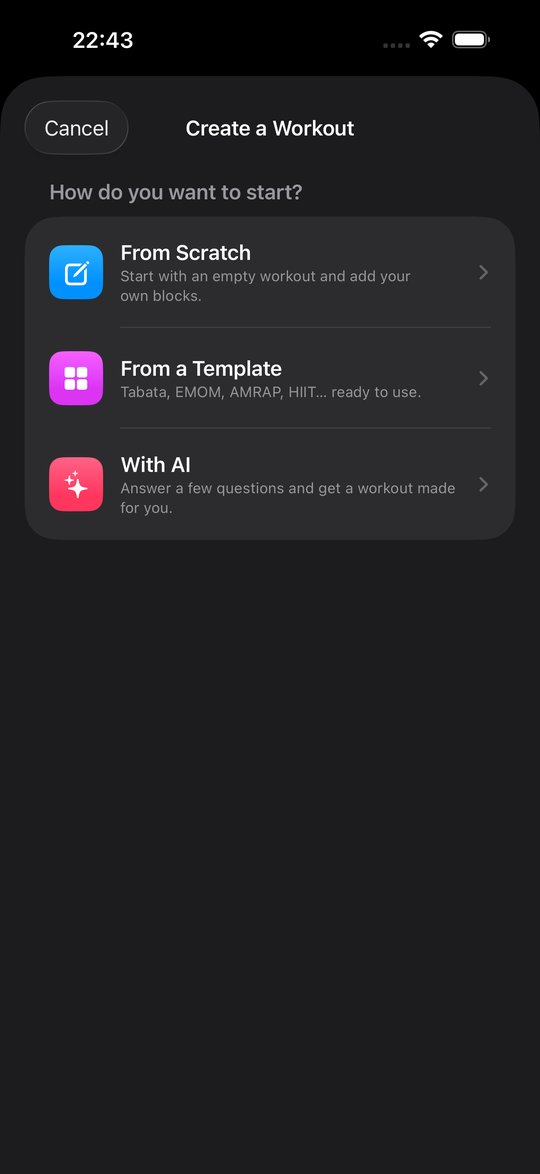 22:43
Cancel
Create a Workout
How do you want to start?
From Scratch
Start with an empty workout and add your
own blocks.
From a Template
Tabata, EMOM, AMRAP, HIIT... ready to use.
With AI
Answer a few questions and get a workout made
for you.